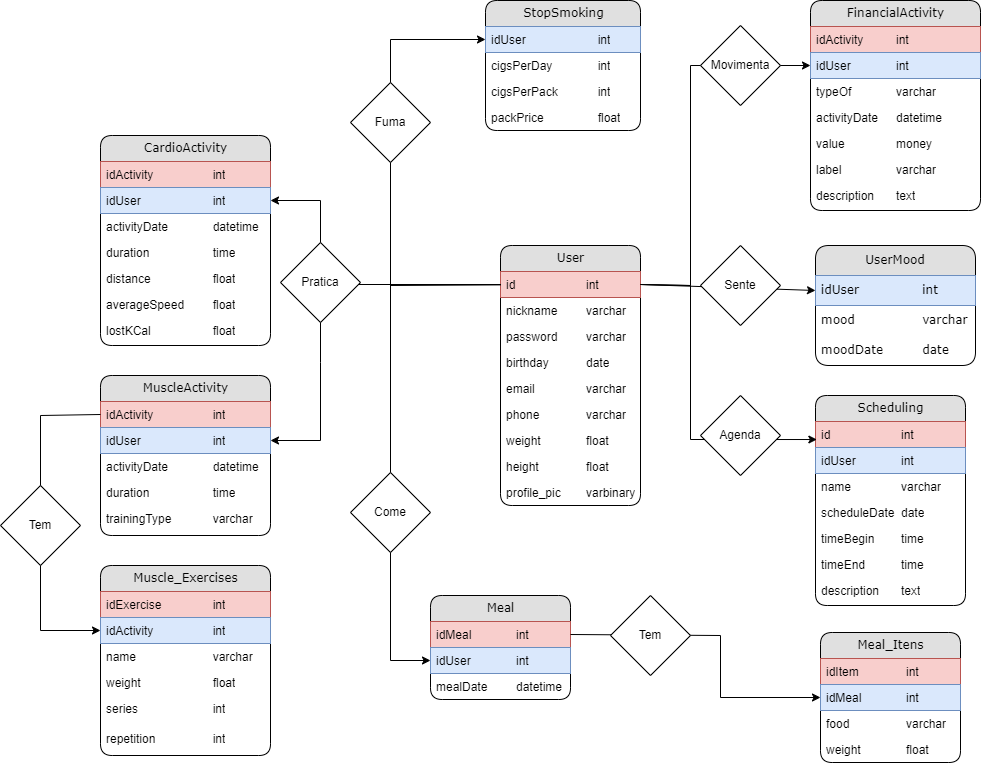 StopSmoking
idUser int
cigsPerDay int
cigsPerPack int
packPrice float
FinancialActivity
idActivity int
idUser int
typeOf varchar
activityDate datetime
value money
label varchar
description text
Movimenta
Fuma
CardioActivity
idActivity int
idUser int
activityDate datetime
duration time
distance float
averageSpeed float
lostKCal float
Pratica
User
id int
nickname varchar
password varchar
birthday date
email varchar
phone varchar
weight float
height float
profile_pic varbinary
Sente
UserMood
idUser int
mood varchar
moodDate date
MuscleActivity
idActivity int
idUser int
activityDate datetime
duration time
trainingType varchar
Agenda
Scheduling
id int
idUser int
name varchar
scheduleDate date
timeBegin time
timeEnd time
description text
Tem
Come
Muscle_Exercises
idExercise int
idActivity int
name varchar
weight float
series int
repetition int
Meal
idMeal int
idUser int
mealDate datetime
Tem
Meal_Itens
idItem int
idMeal int
food varchar
weight float